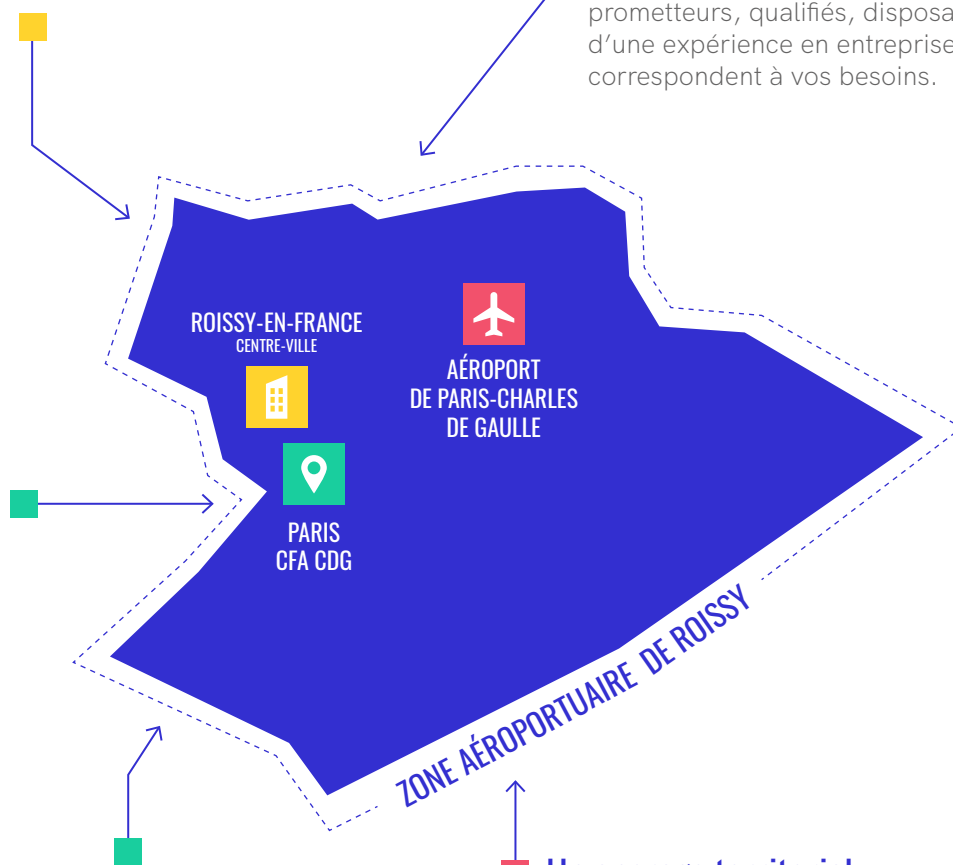 prometteurs, qualifiés,
d'une expérience en entreprise
correspondent à vos besoins.
ROISSY-EN-FRANCE
CENTRE-VILLE
AÉROPORT
DE PARIS-CHARLES
DE GAULLE
PARIS
CFA CDG
ZONE AÉROPORTUAIRE DE ROISSY